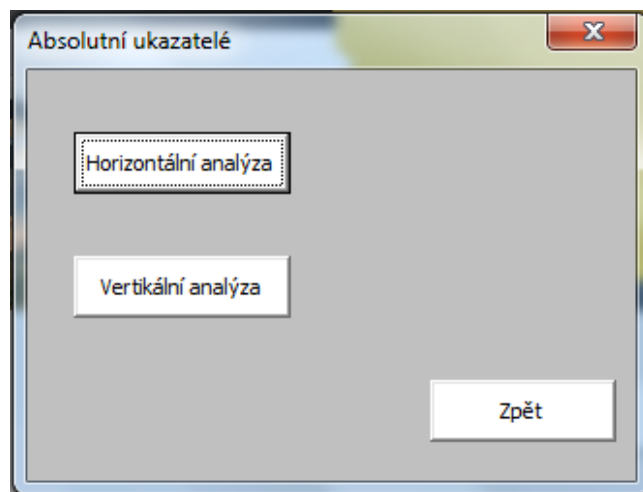 Absolutní ukazatelé
Horizontální analýza
Vertikální analýza
Zpět